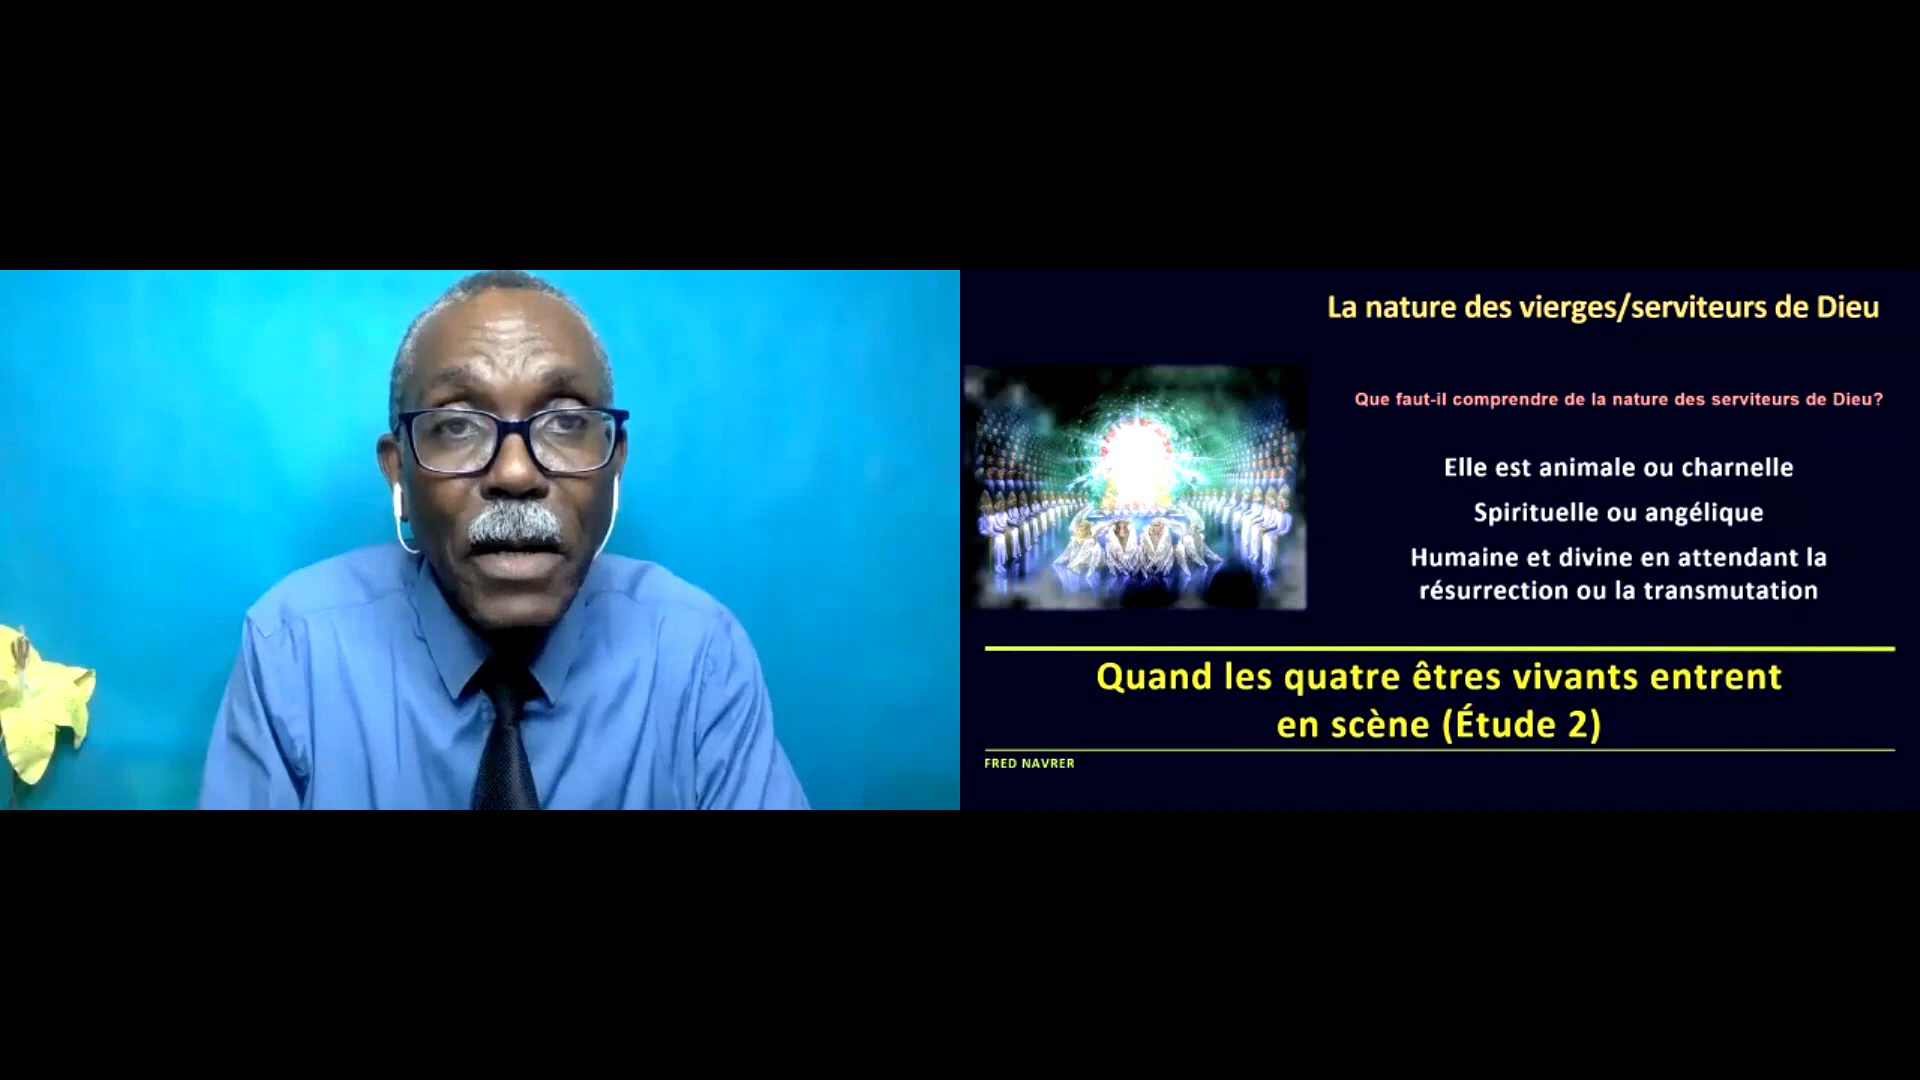 La nature des vierges/serviteurs de Dieu
Que faut-il comprendre de la nature des serviteurs de Dieu?
Elle est animale ou charnelle
Spirituelle ou angélique
Humaine et divine en attendant la
résurrection ou la transmutation
Quand les quatre êtres vivants entrent
en scène (Étude 2)
FRED NAVRER